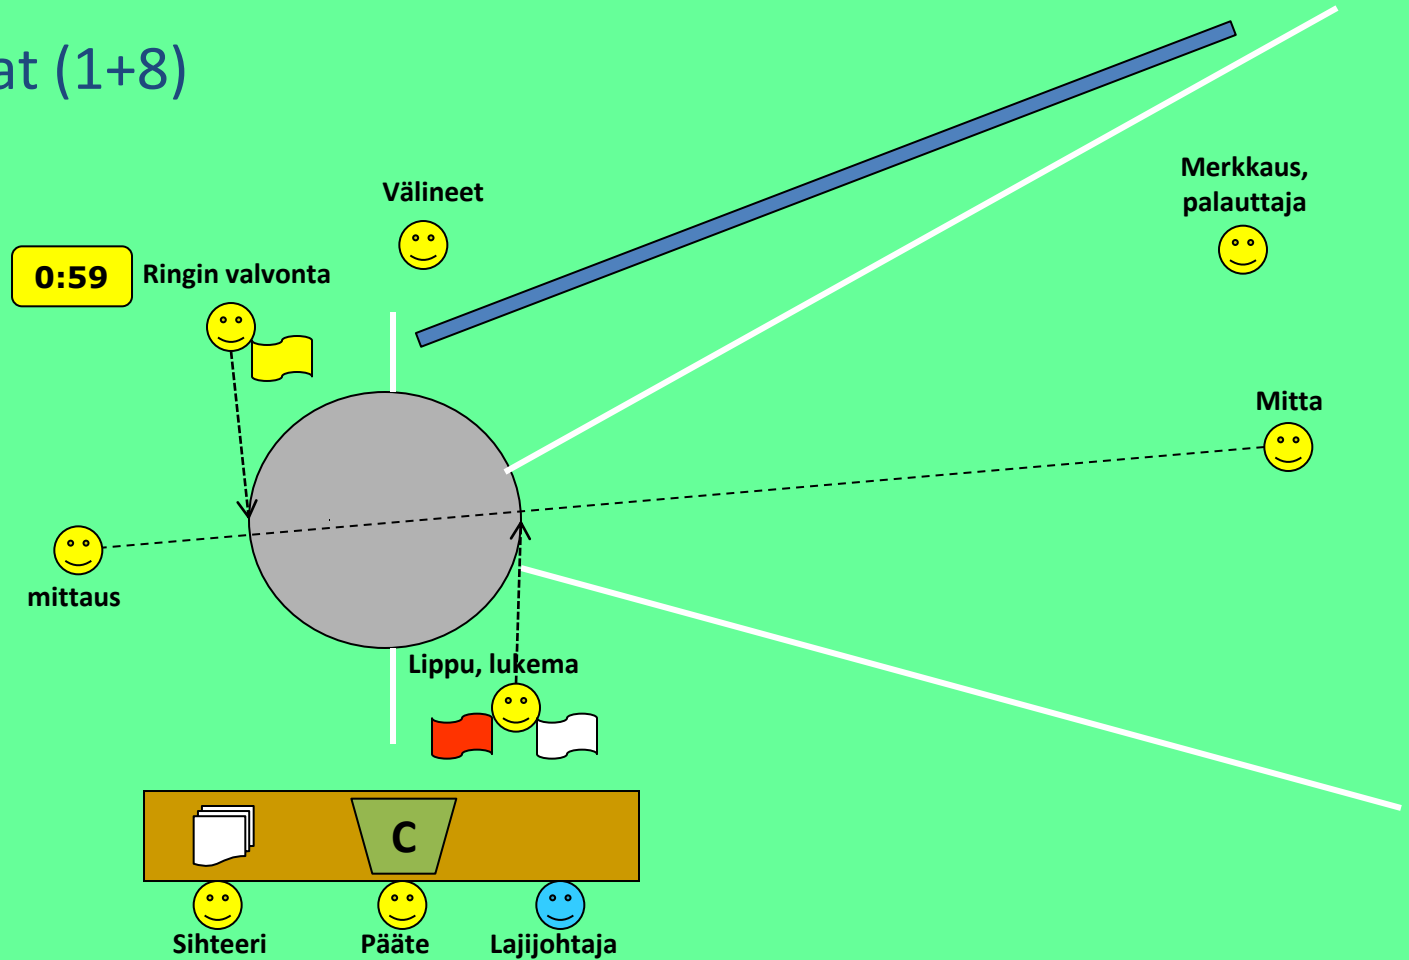 at (1+8)
Välineet
Merkkaus,
palauttaja
0:59
Ringin valvonta
Mitta
mittaus
Lippu, lukema
C
Sihteeri
Pääte
Lajijohtaja